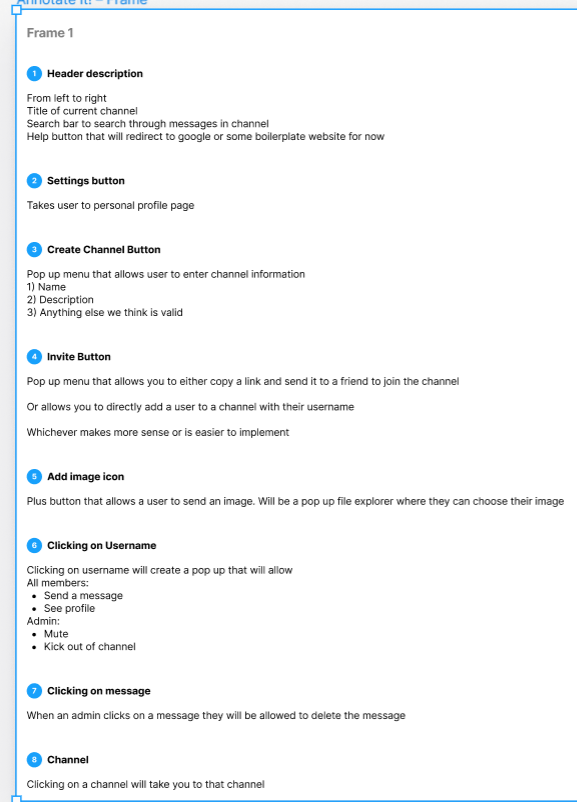 Annotate It! – Frame
Frame 1
1 Header description
From left to right
Title of current channel
Search bar to search through messages in channel
Help button that will redirect to google or some boilerplate website for now
2 Settings button
Takes user to personal profile page
3 Create Channel Button
Pop up menu that allows user to enter channel information
1) Name
2) Description
3) Anything else we think is valid
4 Invite Button
Pop up menu that allows you to either copy a link and send it to a friend to join the channel
Or allows you to directly add a user to a channel with their username
Whichever makes more sense or is easier to implement
5 Add image icon
Plus button that allows a user to send an image. Will be a pop up file explorer where they can choose their image
6 Clicking on Username
Clicking on username will create a pop up that will allow
All members:
• Send a message
• See profile
Admin:
• Mute
• Kick out of channel
7 Clicking on message
When an admin clicks on a message they will be allowed to delete the message
8 Channel
Clicking on a channel will take you to that channel